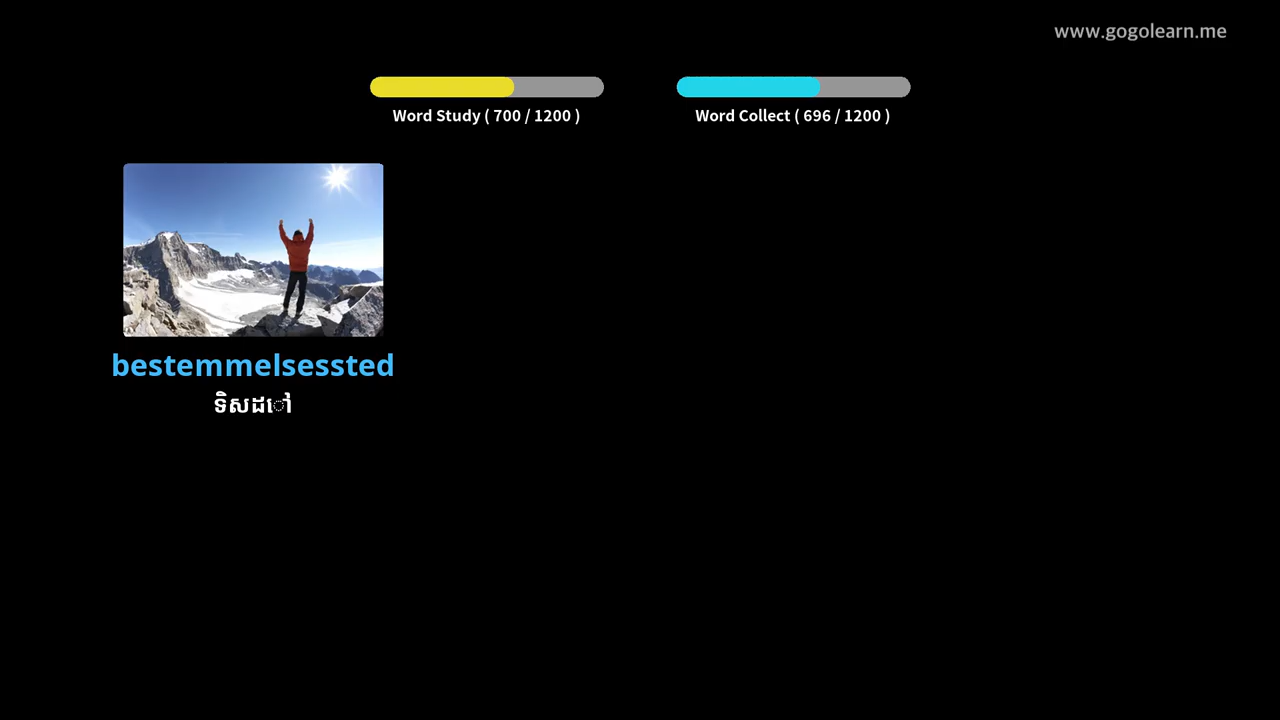 www.gogolearn.me
Word Study ( 700 / 1200 )
Word Collect ( 696 / 1200 )
bestemmelsessted
ទិសដៅ